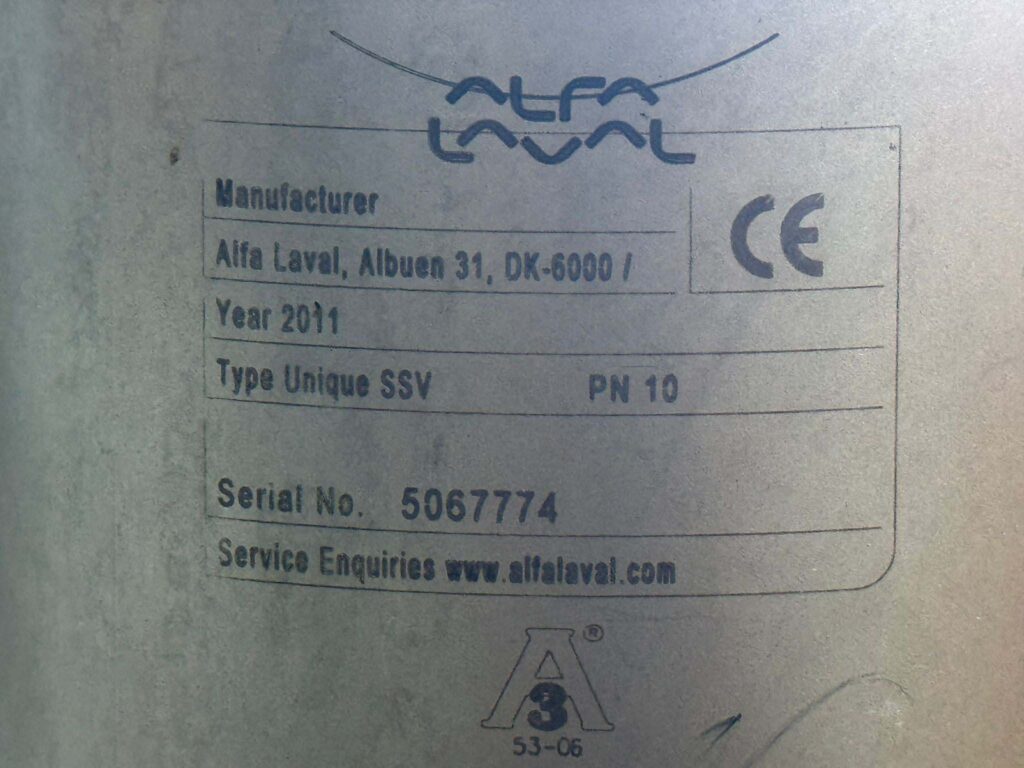 ALFA
LAVAL
Manufacturer
CE
Alfa Laval, Albuen 31, DK-6000 /
Year 2011
Type Unique SSV PN 10
Serial No. 5067774
Service Enquiries www.alfalaval.com
A ®
3
53-06